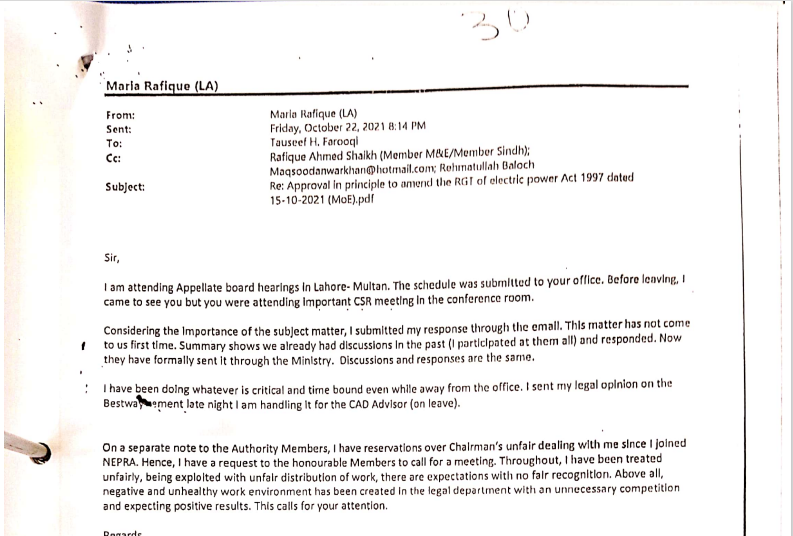 30
Maria Rafique (LA)
From: Maria Rafique (LA)
Sent: Friday, October 22, 2021 8:14 PM
To: Tauseef H. Farooqi
Cc: Rafique Ahmed Shaikh (Member M&E/Member Sindh);
Maqsoodanwarkhan@hotmail.com; Rehmatullah Baloch
Subject: Re: Approval in principle to amend the RGT of electric power Act 1997 dated
15-10-2021 (MoE).pdf
Sir,
I am attending Appellate board hearings in Lahore- Multan. The schedule was submitted to your office. Before leaving, I
came to see you but you were attending important CSR meeting in the conference room.
Considering the importance of the subject matter, I submitted my response through the email. This matter has not come
to us first time. Summary shows we already had discussions in the past (I participated at them all) and responded. Now
they have formally sent it through the Ministry. Discussions and responses are the same.
I have been doing whatever is critical and time bound even while away from the office. I sent my legal opinion on the
late night I am handling it for the CAD Advisor (on leave).
On a separate note to the Authority Members, I have reservations over Chairman's unfair dealing with me since I joined
NEPRA. Hence, I have a request to the honourable Members to call for a meeting. Throughout, I have been treated
unfairly, being exploited with unfair distribution of work, there are expectations with no fair recognition. Above all,
negative and unhealthy work environment has been created in the legal department with an unnecessary competition
and expecting positive results. This calls for your attention.
Regards